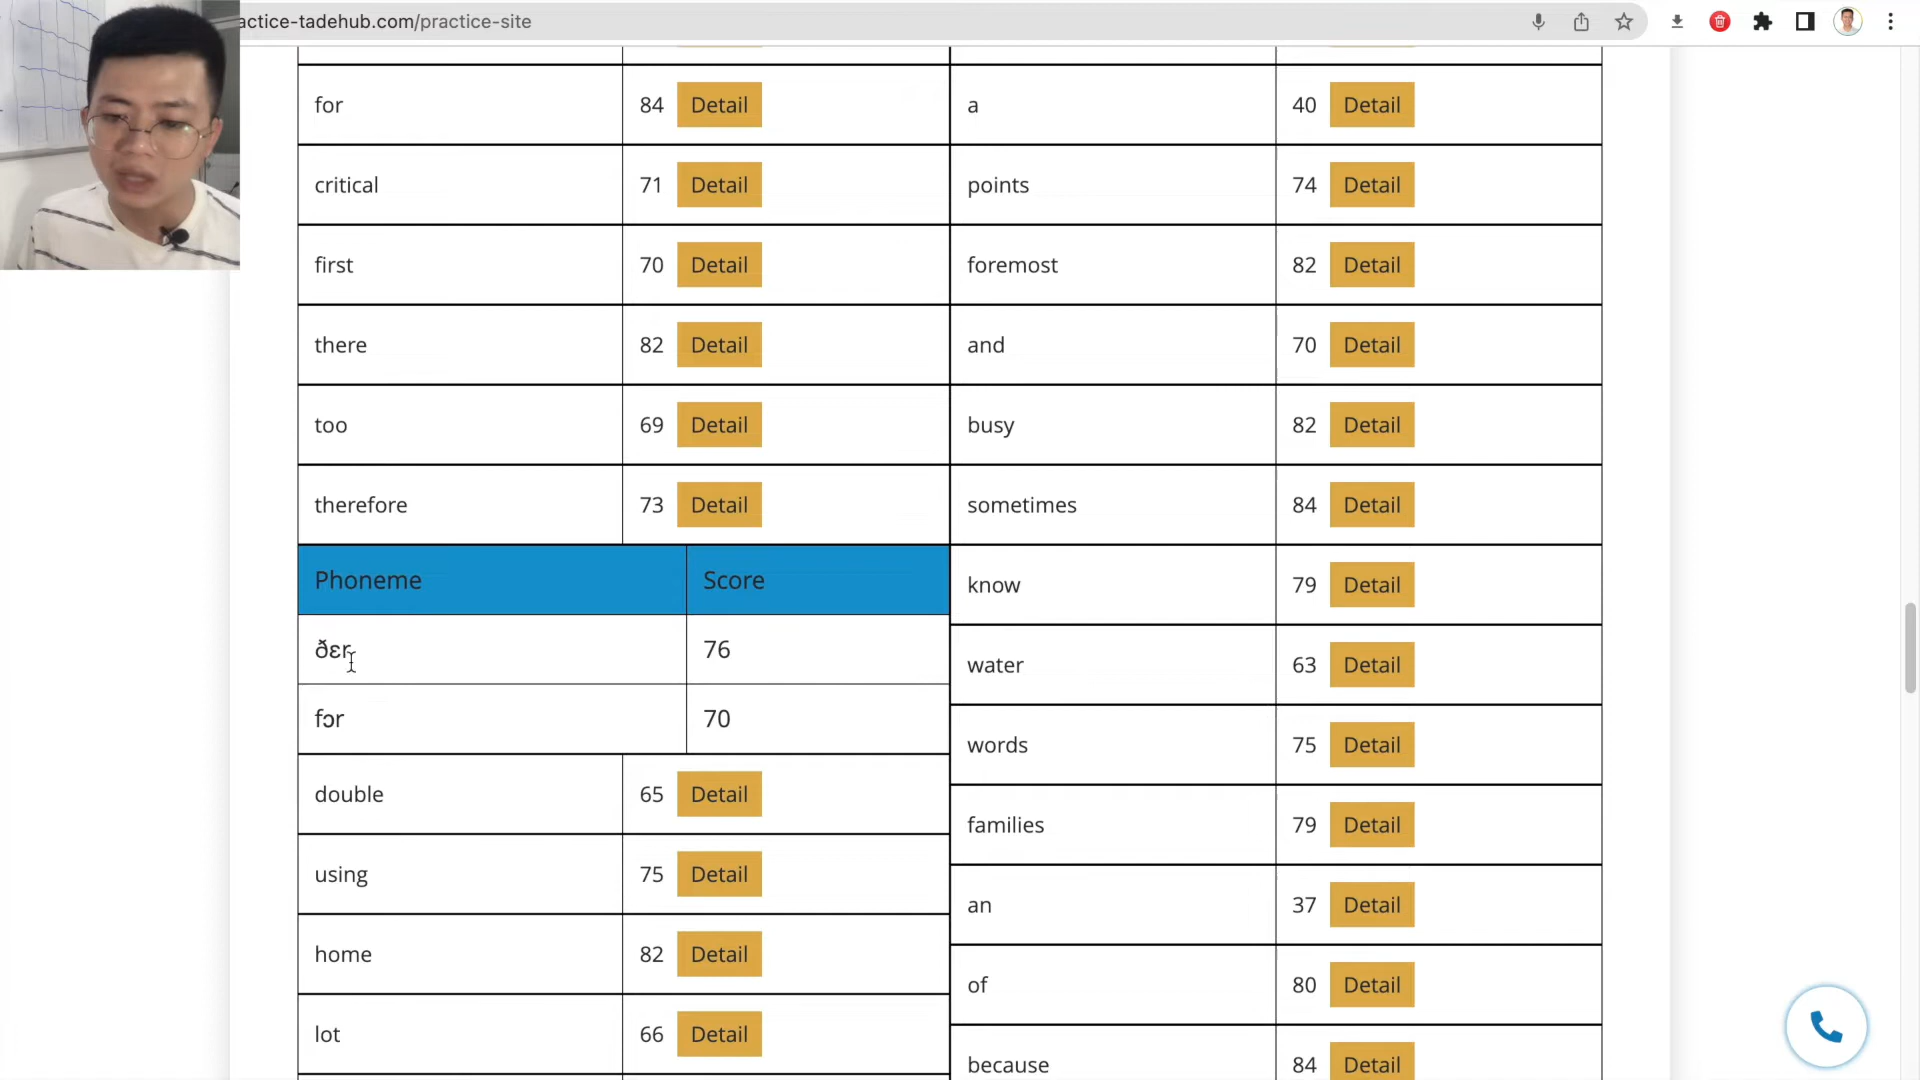 actice-tadehub.com/practice-site
for 84 Detail a 40 Detail
critical 71 Detail points 74 Detail
first 70 Detail foremost 82 Detail
there 82 Detail and 70 Detail
too 69 Detail busy 82 Detail
therefore 73 Detail sometimes 84 Detail
Phoneme Score know 79 Detail
ðɛr 76 water 63 Detail
fɔr 70 words 75 Detail
double 65 Detail families 79 Detail
using 75 Detail an 37 Detail
home 82 Detail of 80 Detail
lot 66 Detail because 84 Detail